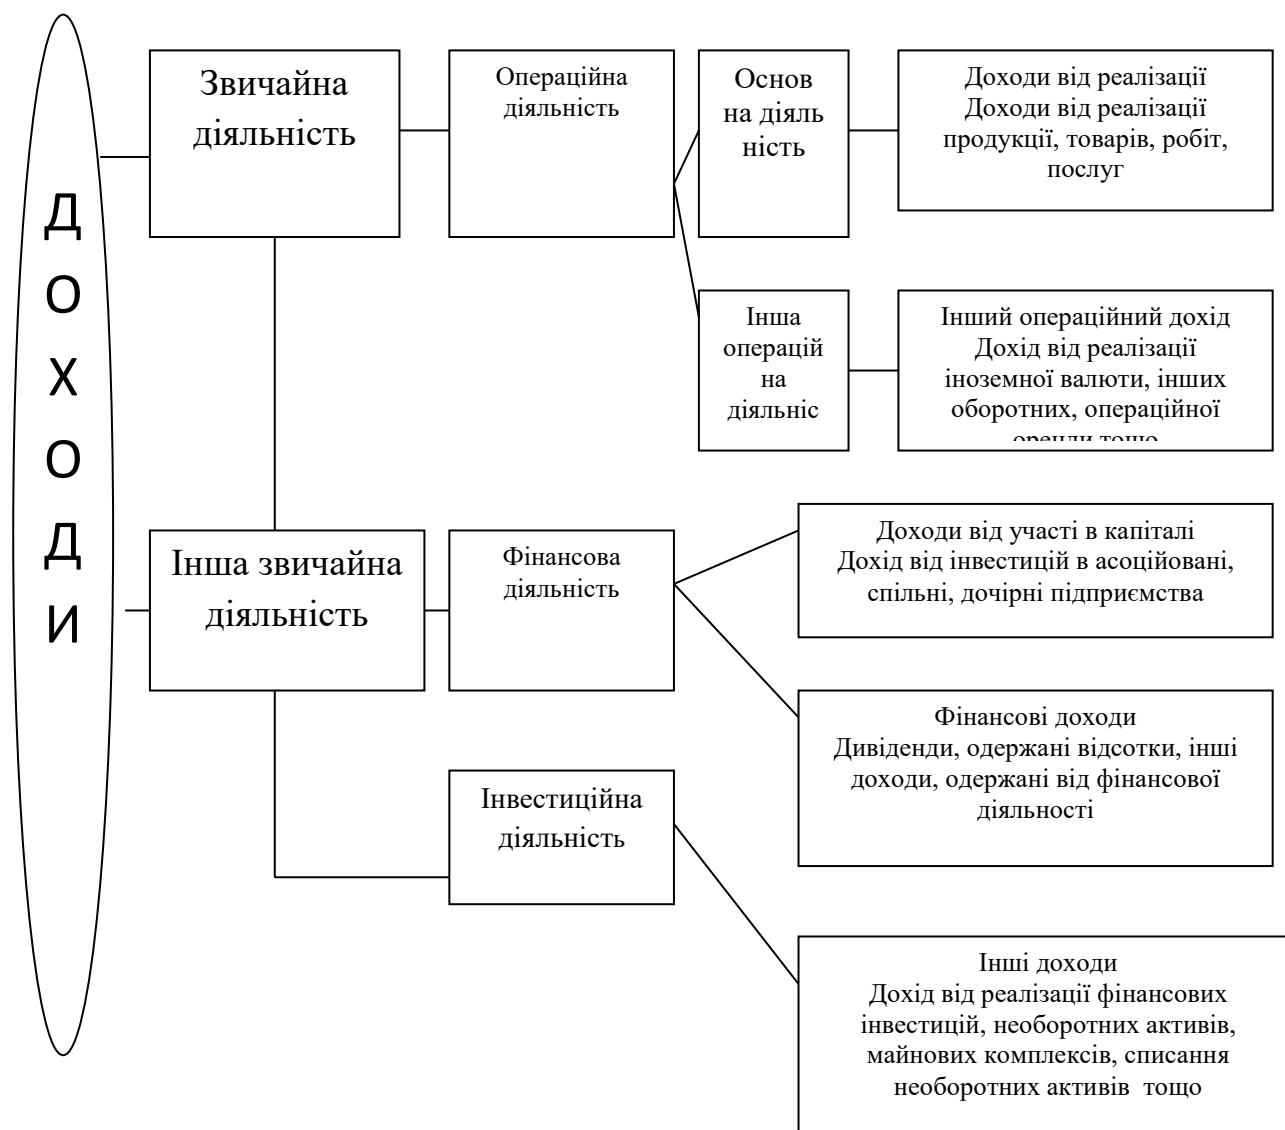 Д
О
Х
О
Д
И
Звичайна
діяльність
Операційна
діяльність
Основ
на діяль
ність
Доходи від реалізації
Доходи від реалізації
продукції, товарів, робіт,
послуг
Інша
операцій
на
діяльніс
Інший операційний дохід
Дохід від реалізації
іноземної валюти, інших
оборотних, операційної
оренди тощо
Інша звичайна
діяльність
Фінансова
діяльність
Доходи від участі в капіталі
Дохід від інвестицій в асоційовані,
спільні, дочірні підприємства
Фінансові доходи
Дивіденди, одержані відсотки, інші
доходи, одержані від фінансової
діяльності
Інвестиційна
діяльність
Інші доходи
Дохід від реалізації фінансових
інвестицій, необоротних активів,
майнових комплексів, списання
необоротних активів тощо